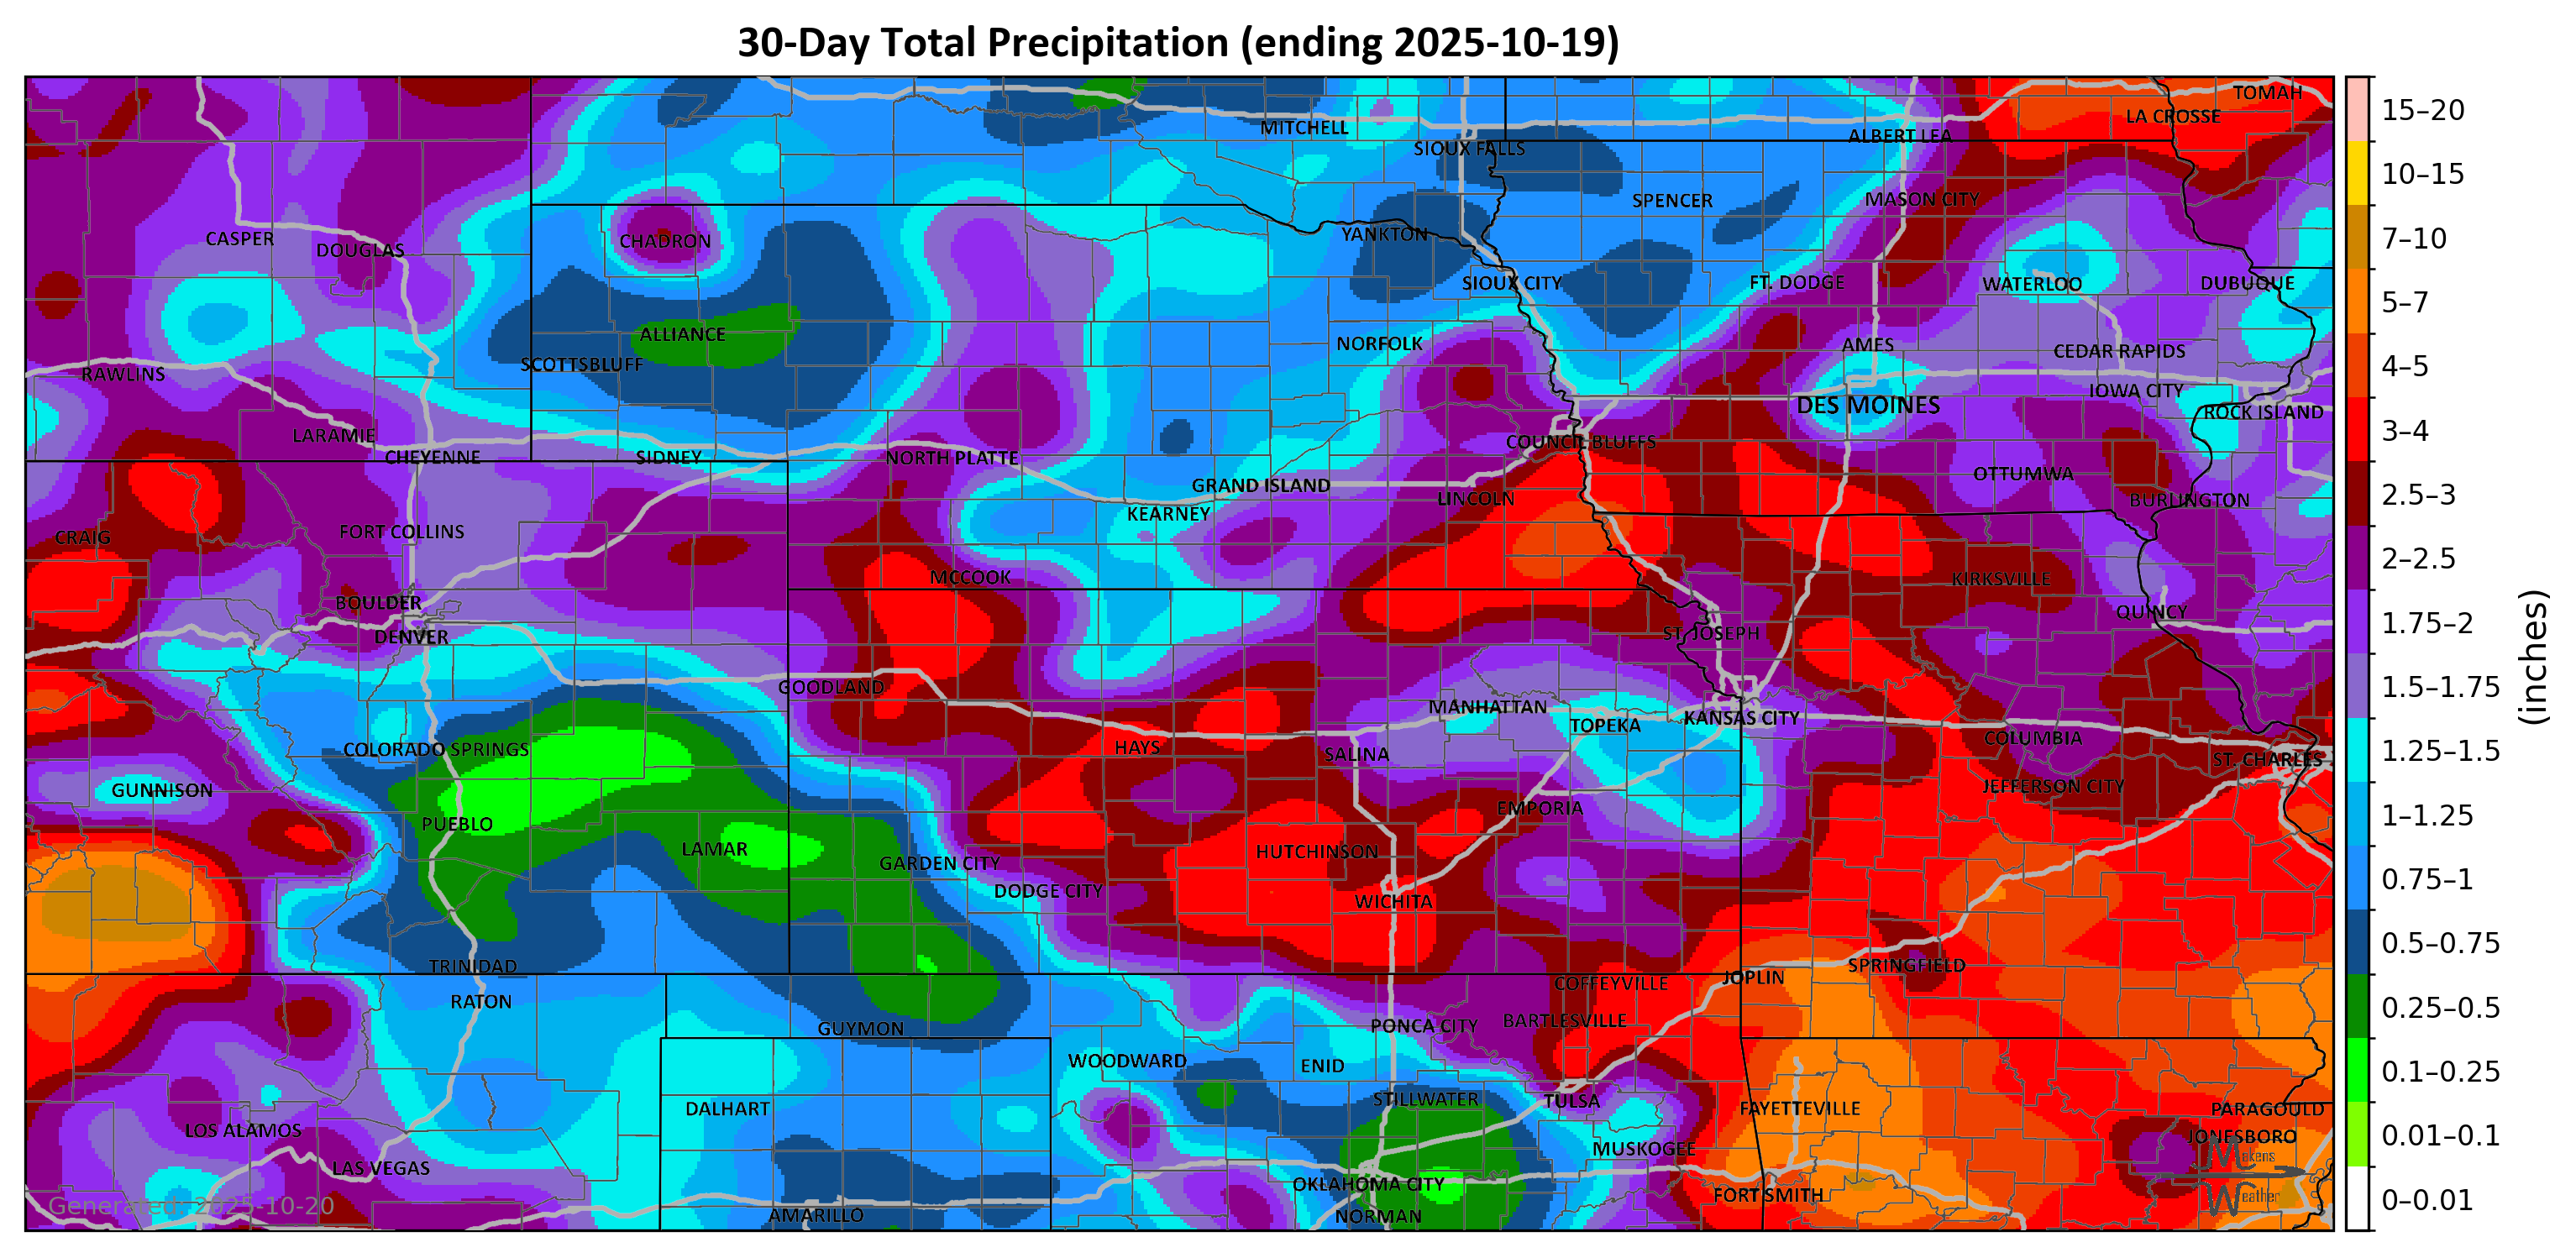 30-Day Total Precipitation (ending 2025-10-19)
TOMAH
LA CROSSE
MITCHELL
ALBERT LEA
SIOUX FALLS
SPENCER
MASON CITY
CASPER
DOUGLAS
CHADRON
YANKTON
SIOUX CITY
FT. DODGE
WATERLOO
DUBUQUE
ALLIANCE
NORFOLK
AMES
CEDAR RAPIDS
SCOTTSBLUFF
RAWLINS
IOWA CITY
DES MOINES
ROCK ISLAND
LARAMIE
COUNCIL BLUFFS
CHEYENNE
SIDNEY
NORTH PLATTE
OTTUMWA
GRAND ISLAND
LINCOLN
BURLINGTON
KEARNEY
FORT COLLINS
CRAIG
MCCOOK
KIRKSVILLE
BOULDER
QUINCY
DENVER
ST. JOSEPH
GOODLAND
MANHATTAN
KANSAS CITY
TOPEKA
COLUMBIA
COLORADO SPRINGS
HAYS
SALINA
ST. CHARLES
GUNNISON
JEFFERSON CITY
EMPORIA
PUEBLO
LAMAR
HUTCHINSON
GARDEN CITY
DODGE CITY
WICHITA
TRINIDAD
SPRINGFIELD
JOPLIN
COFFEYVILLE
RATON
BARTLESVILLE
PONCA CITY
GUYMON
WOODWARD
ENID
STILLWATER
TULSA
DALHART
FAYETTEVILLE
PARAGOULD
LOS ALAMOS
JONESBORO
MUSKOGEE
Makens
LAS VEGAS
OKLAHOMA CITY
FORT SMITH
Weather
Generated: 2025-10-20
AMARILLO
NORMAN
15–20
10–15
7–10
5–7
4–5
3–4
2.5–3
2–2.5
1.75–2
1.5–1.75
1.25–1.5
1–1.25
0.75–1
0.5–0.75
0.25–0.5
0.1–0.25
0.01–0.1
0–0.01
(inches)